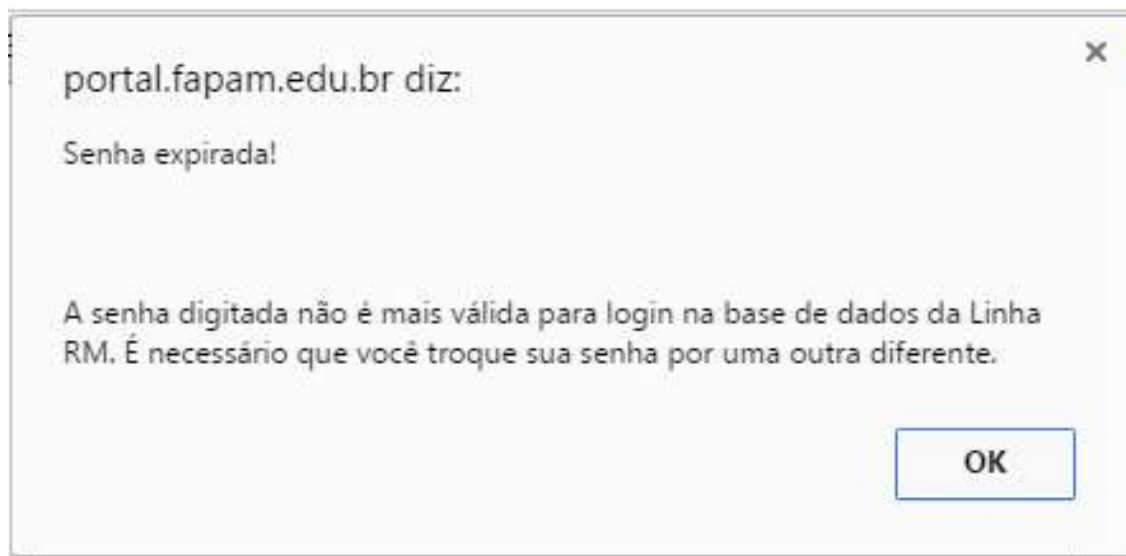 portal.fapam.edu.br diz:
Senha expirada!
A senha digitada não é mais válida para login na base de dados da Linha
RM. É necessário que você troque sua senha por uma outra diferente.
OK